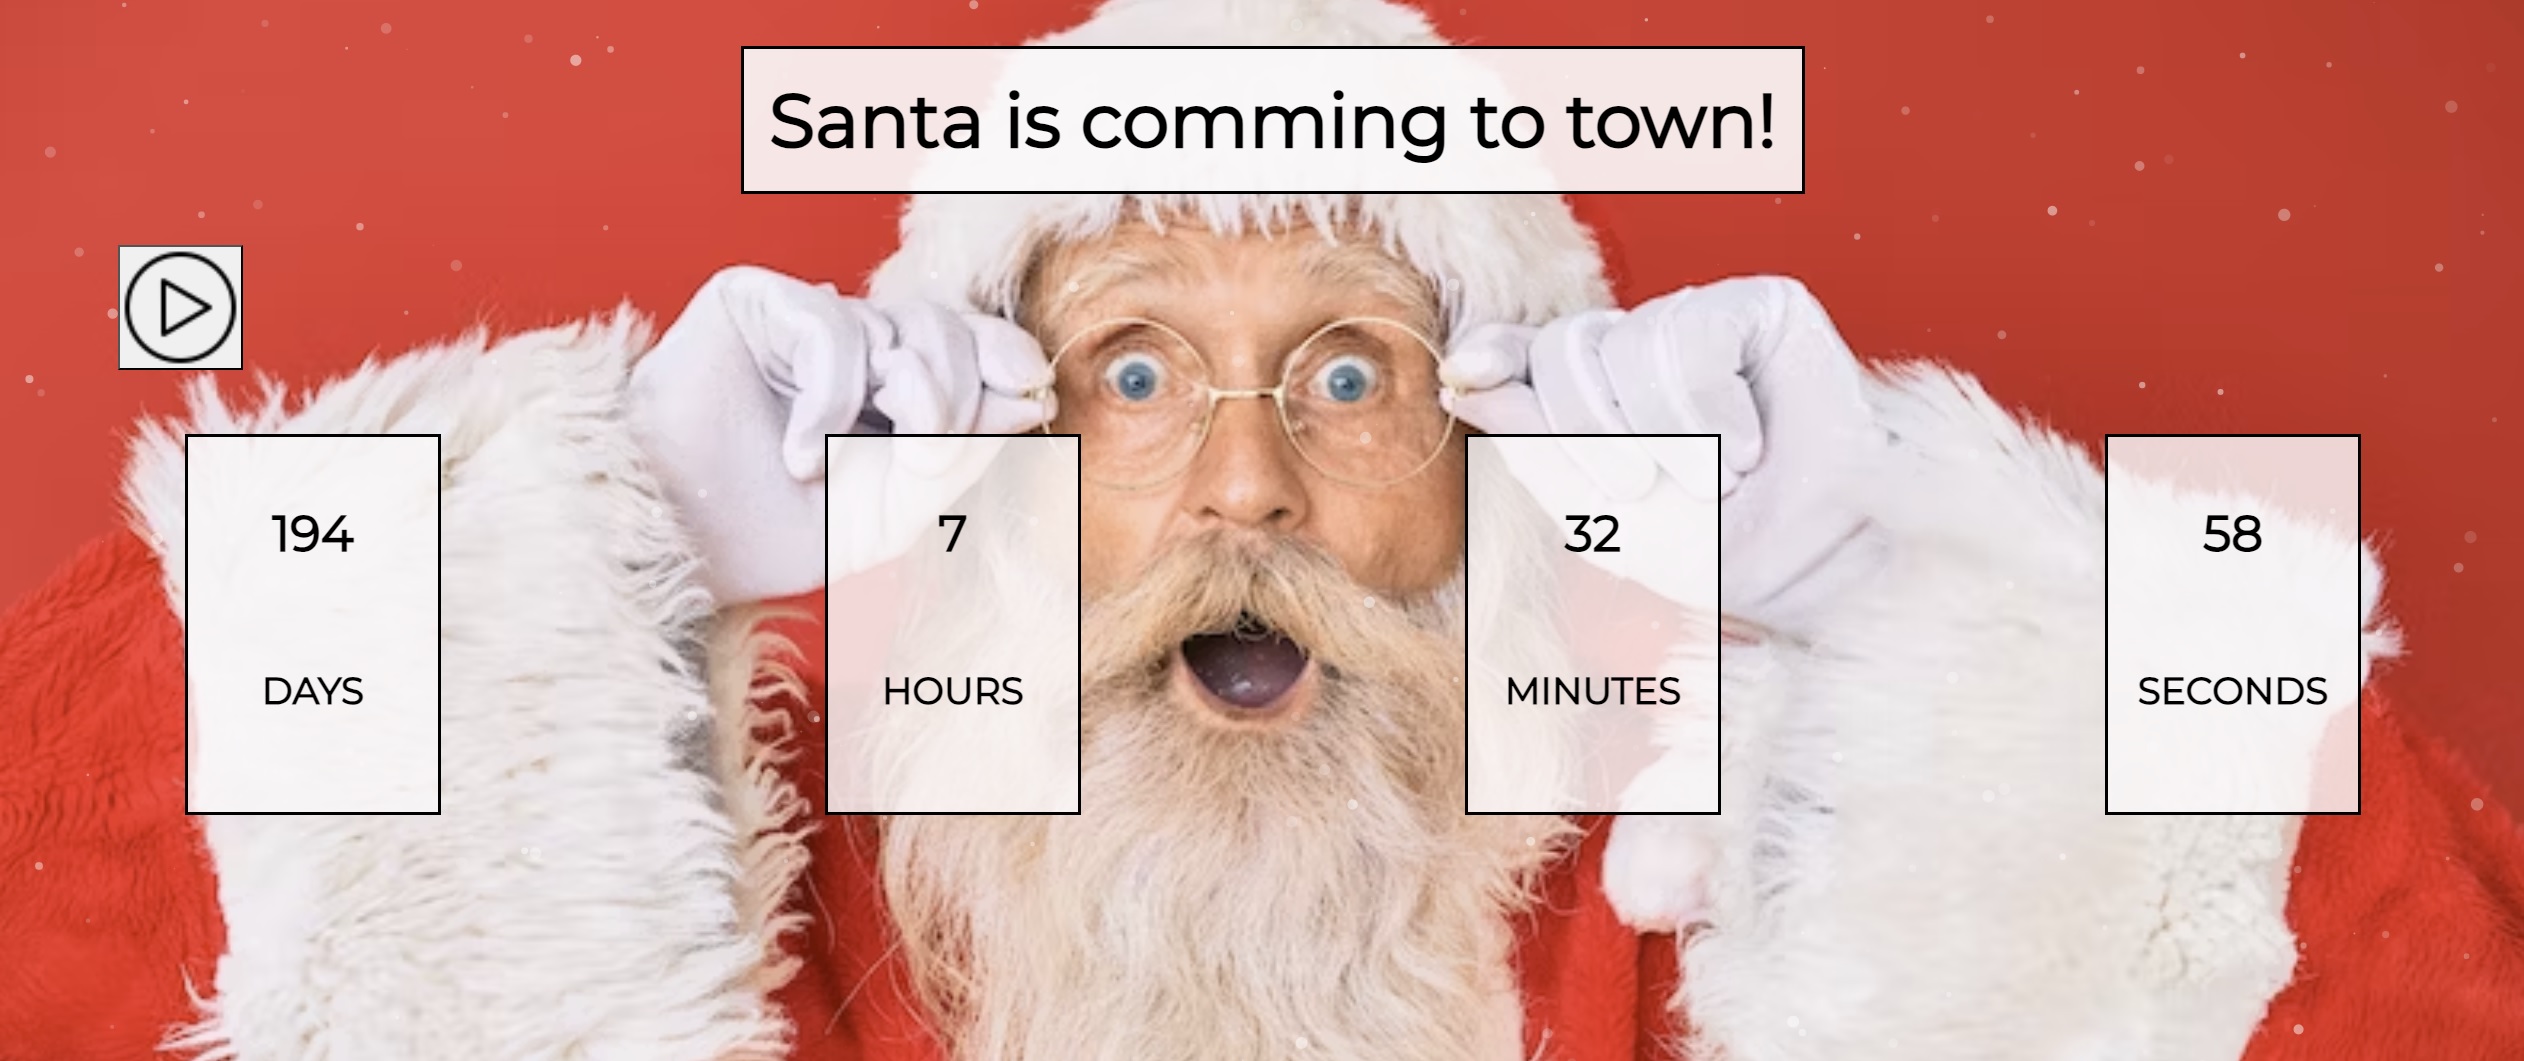 Santa is comming to town!
194
7
32
58
DAYS
HOURS
MINUTES
SECONDS